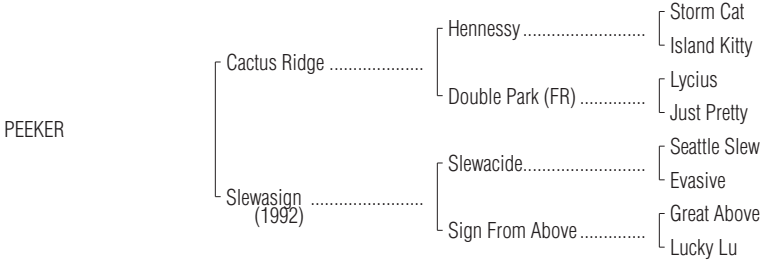 Storm Cat
Hennessy ..........................
Island Kitty
Cactus Ridge ....................
Lycius
Double Park (FR) ..............
Just Pretty
PEEKER
Seattle Slew
Slewacide..........................
Evasive
Slewasign ........................
(1992)
Great Above
Sign From Above ..............
Lucky Lu